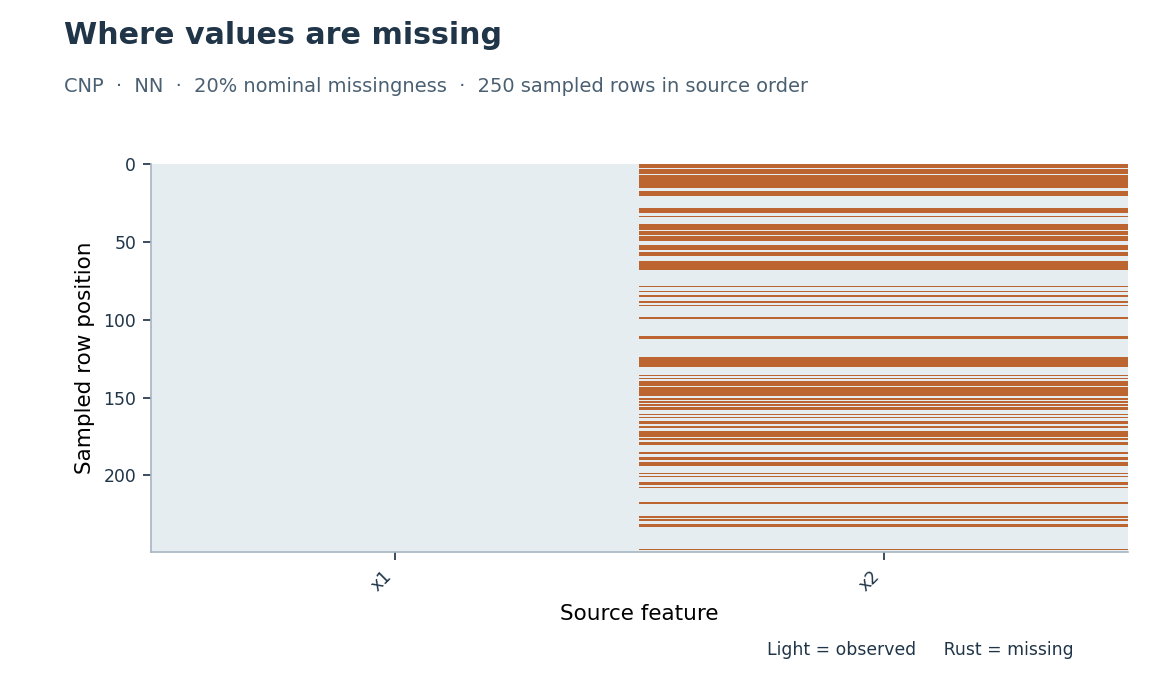 Where values are missing
CNP · NN · 20% nominal missingness · 250 sampled rows in source order
0
50
100
150
200
Sampled row position
x1
x2
Source feature
Light = observed Rust = missing